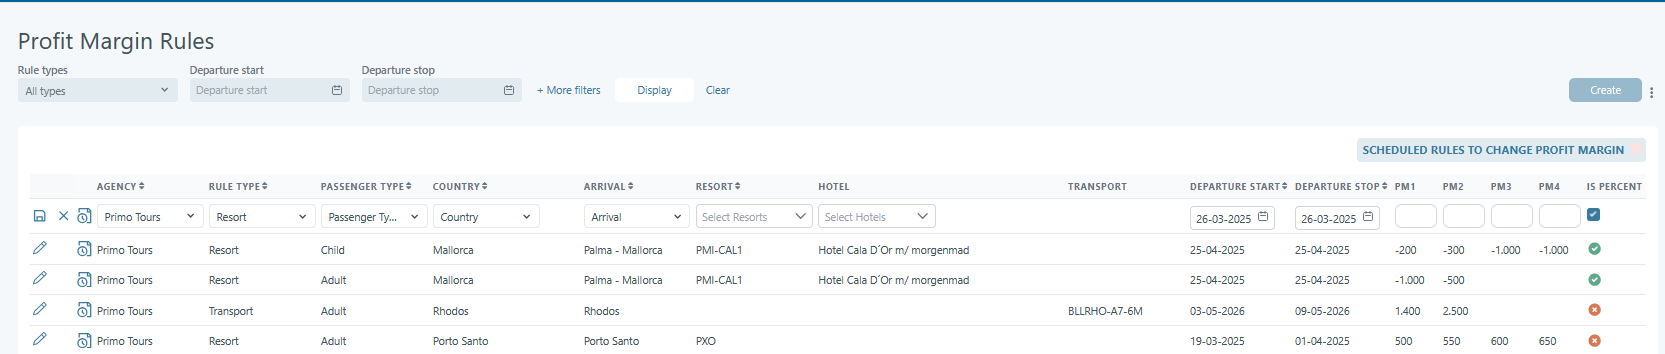 Profit Margin Rules
Rule types Departure start Departure stop
All types Departure start Departure stop + More filters Display Clear Create
SCHEDULED RULES TO CHANGE PROFIT MARGIN
AGENCY RULE TYPE PASSENGER TYPE COUNTRY ARRIVAL RESORT HOTEL TRANSPORT DEPARTURE START DEPARTURE STOP PM1 PM2 PM3 PM4 IS PERCENT
Primo Tours Resort Passenger Ty... Country Arrival Select Resorts Select Hotels 26-03-2025 26-03-2025
Primo Tours Resort Child Mallorca Palma - Mallorca PMI-CAL1 Hotel Cala D´Or m/ morgenmad 25-04-2025 25-04-2025 -200 -300 -1.000 -1.000
Primo Tours Resort Adult Mallorca Palma - Mallorca PMI-CAL1 Hotel Cala D´Or m/ morgenmad 25-04-2025 25-04-2025 -1.000 -500
Primo Tours Transport Adult Rhodos Rhodos BLLRHO-A7-6M 03-05-2026 09-05-2026 1.400 2.500
Primo Tours Resort Adult Porto Santo Porto Santo PXO 19-03-2025 01-04-2025 500 550 600 650